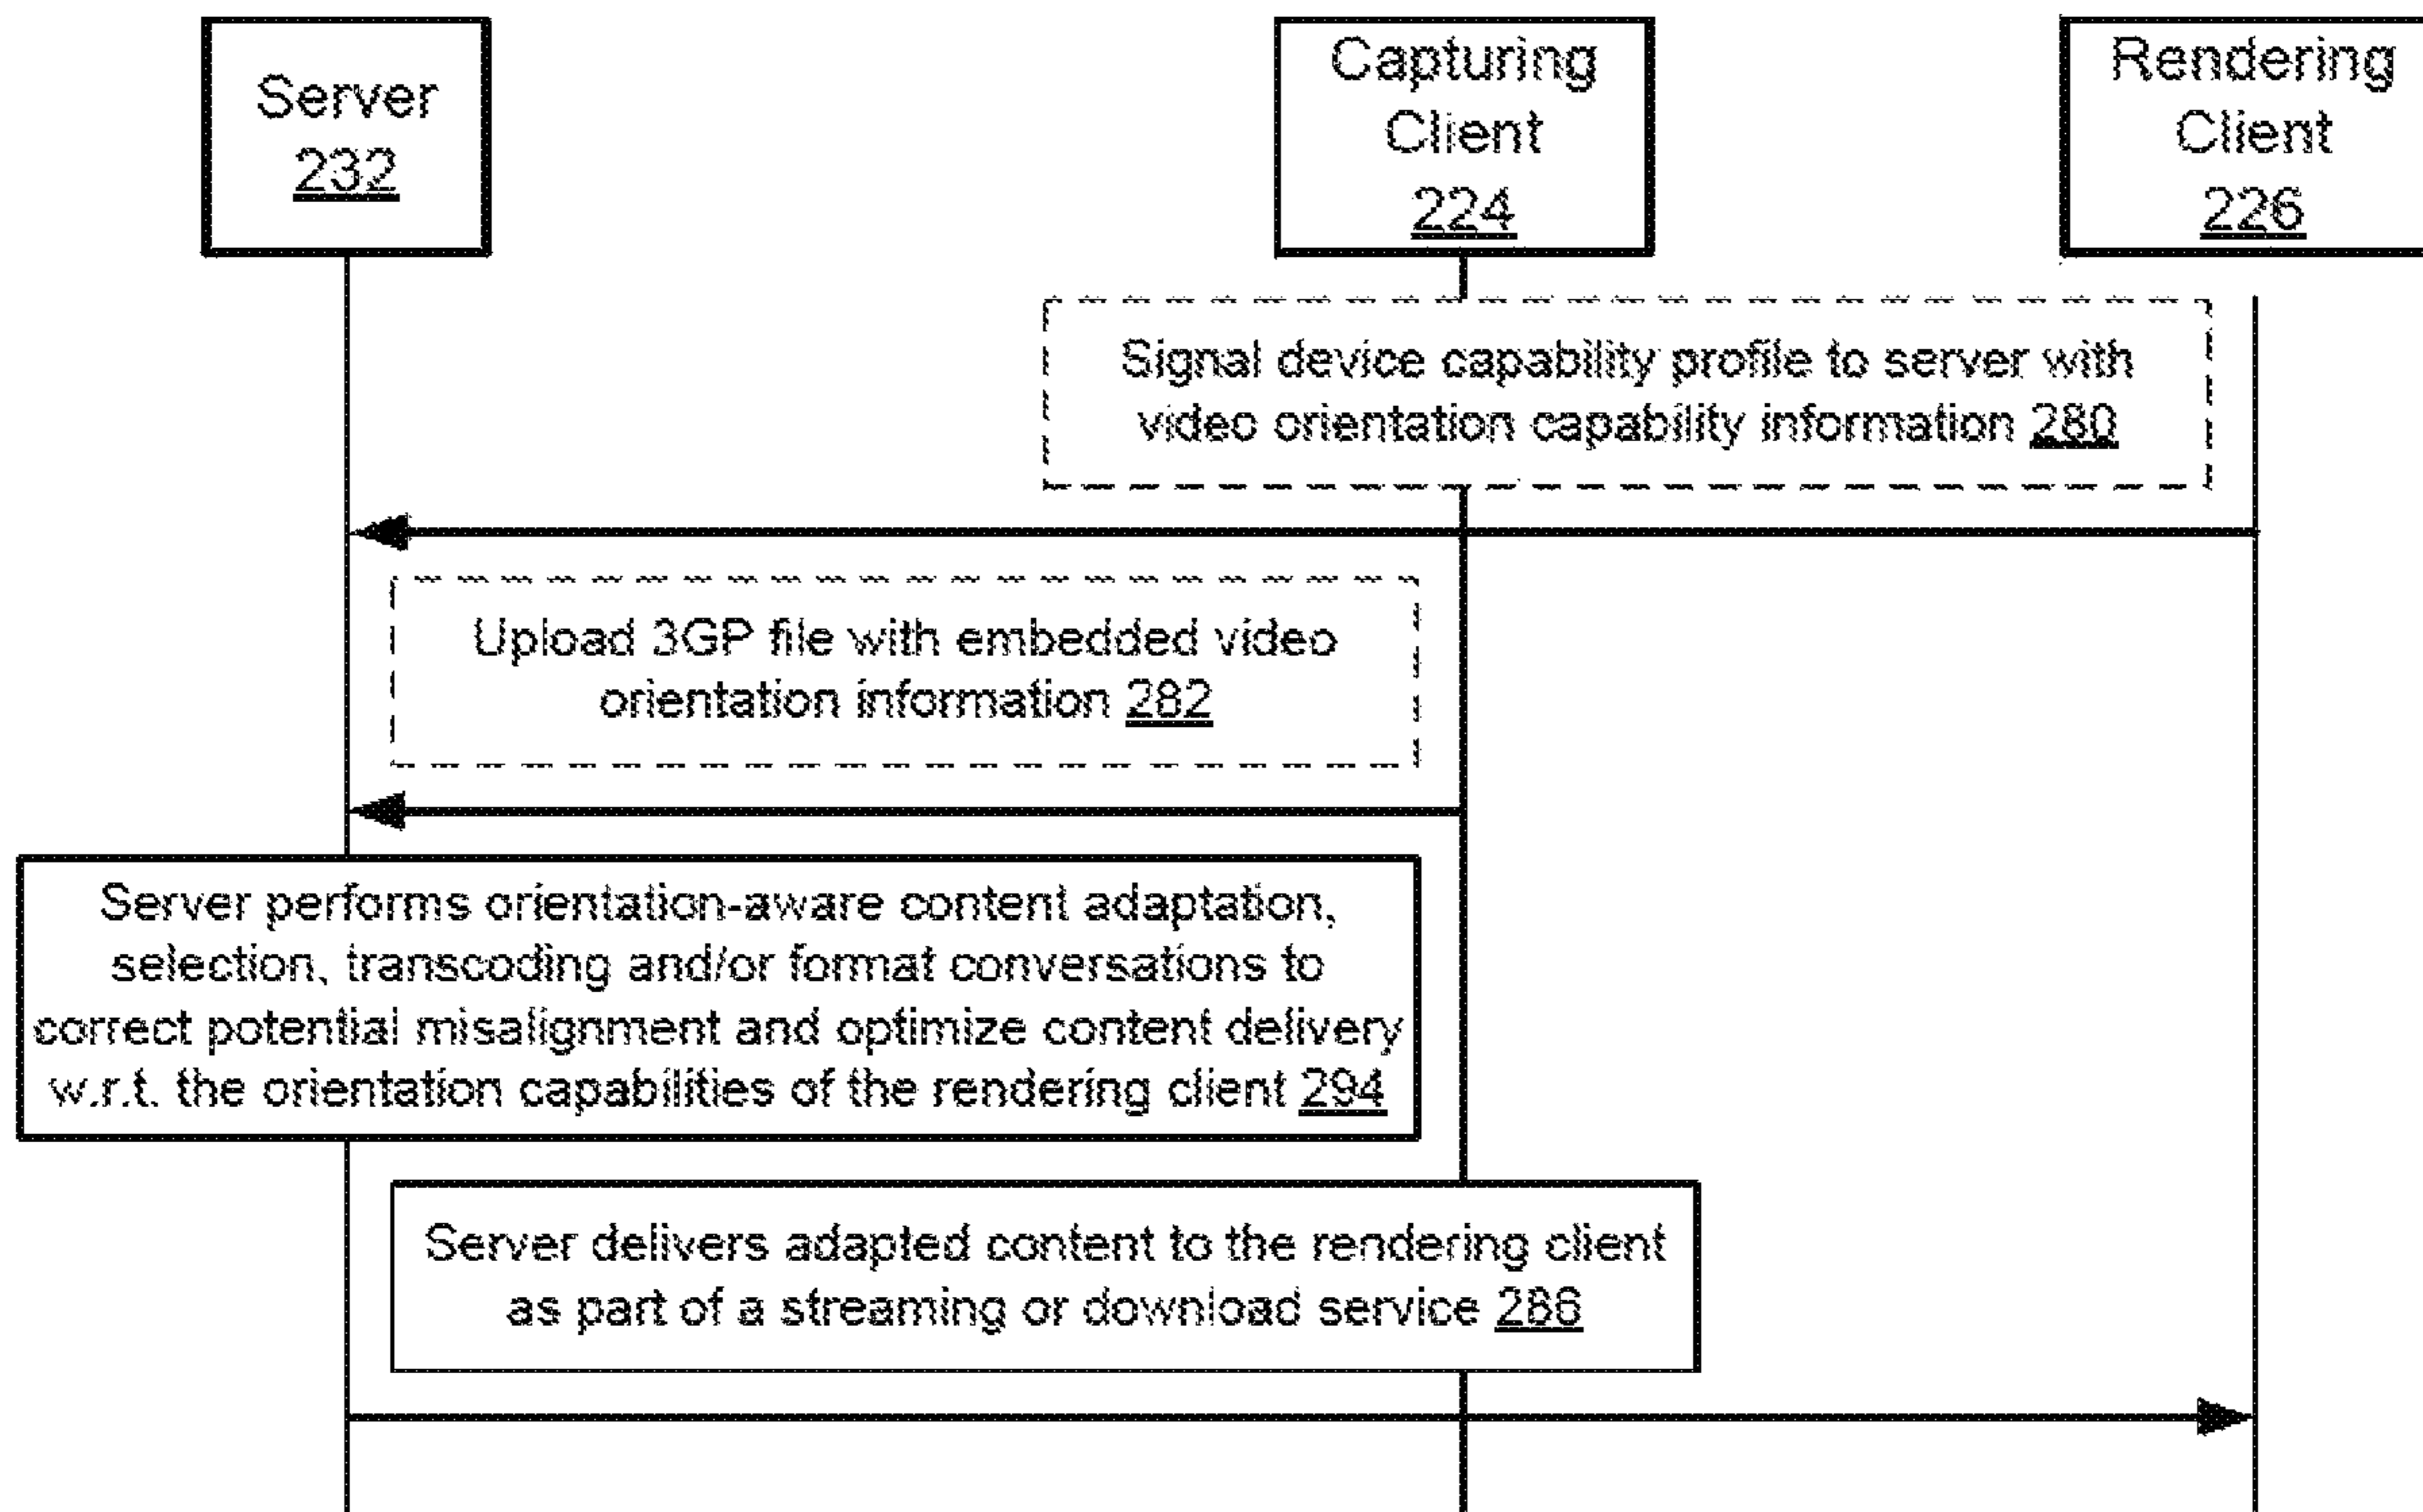 Server
232
Capturing
Client
224
Rendering
Client
226
Signal device capability profile to server with
video orientation capability information 280
Upload 3GP file with embedded video
orientation information 282
Server performs orientation-aware content adaptation,
selection, transcoding and/or format conversations to
correct potential misalignment and optimize content delivery
w.r.t. the orientation capabilities of the rendering client 294
Server delivers adapted content to the rendering client
as part of a streaming or download service 286